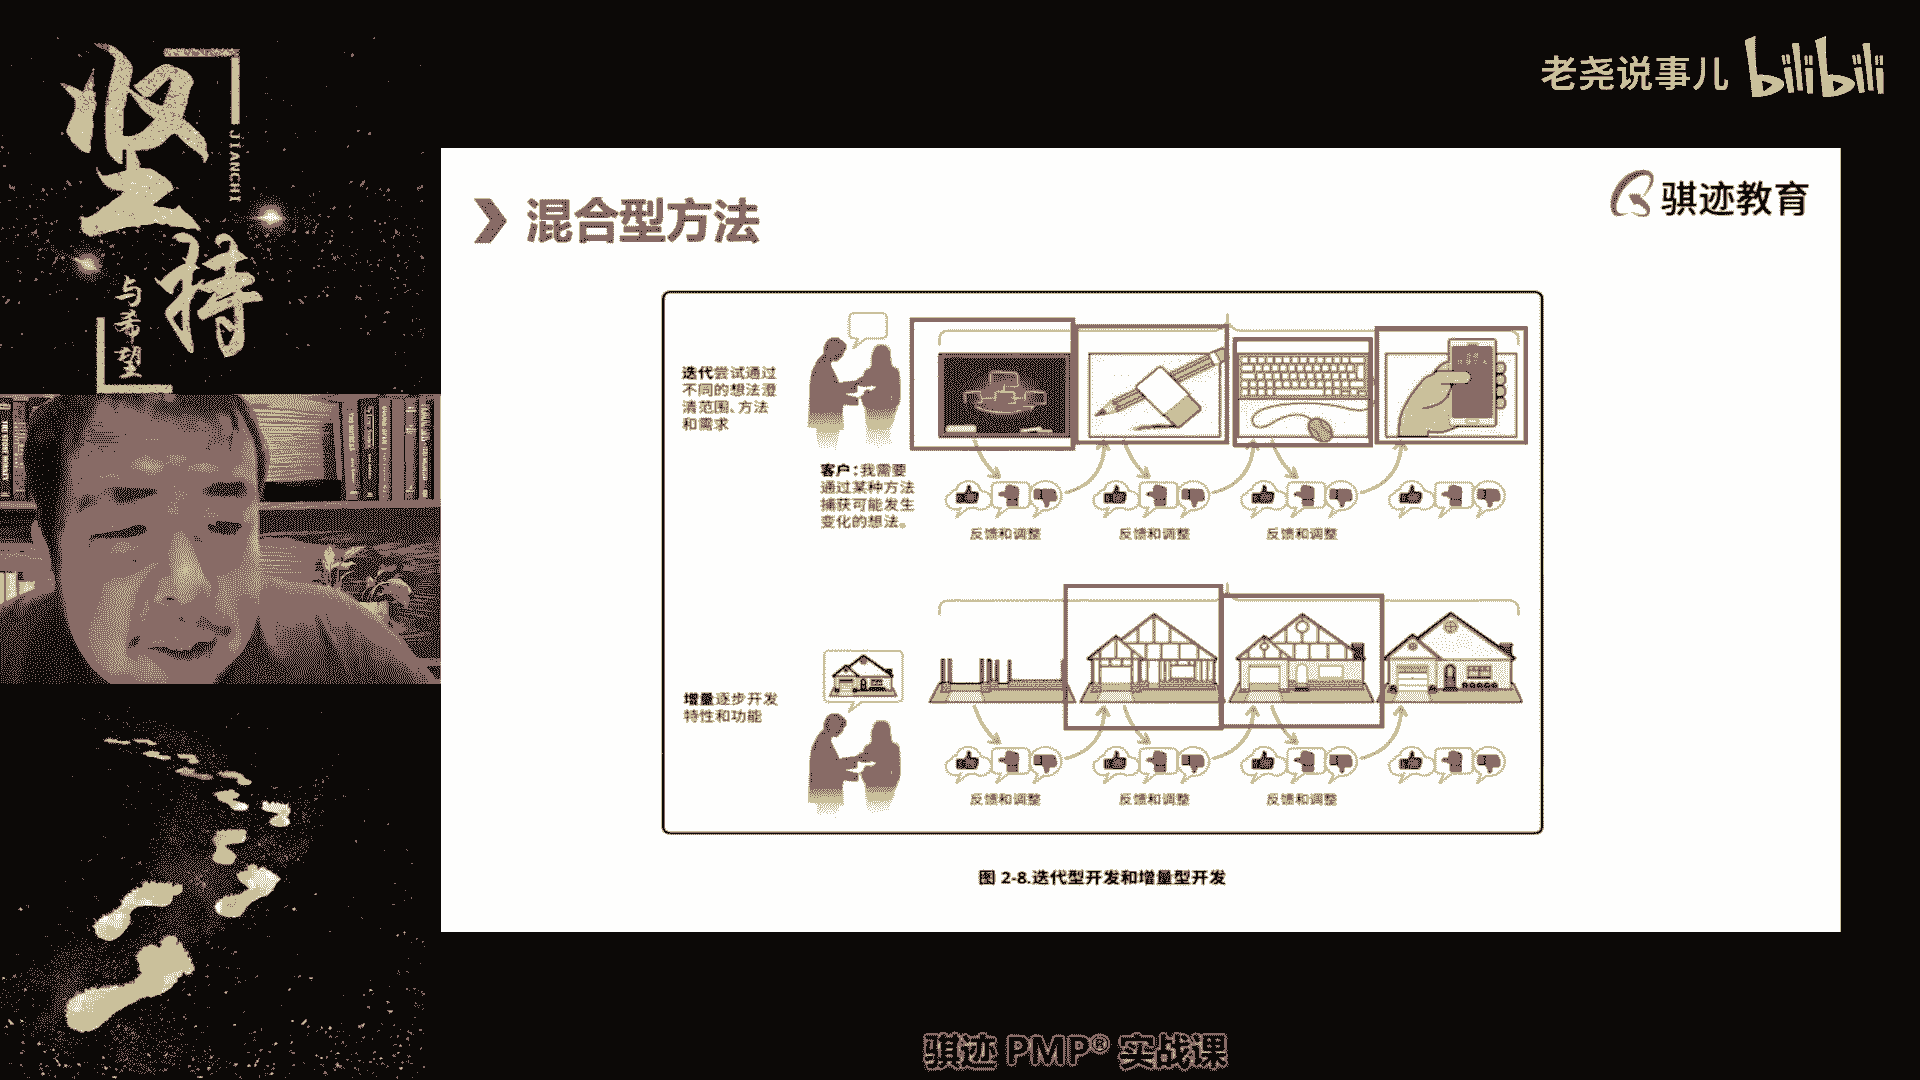 坚持
JIANCHI
与希望
老尧说事儿 bilibili
骐迹教育
混合型方法
迭代尝试通过
不同的想法澄
清范围、方法
和需求
客户：我需要
通过某种方法
捕获可能发生
变化的想法。
反馈和调整
反馈和调整
反馈和调整
增量逐步开发
特性和功能
反馈和调整
反馈和调整
反馈和调整
图 2-8.迭代型开发和增量型开发
骐迹 PMP® 实战课